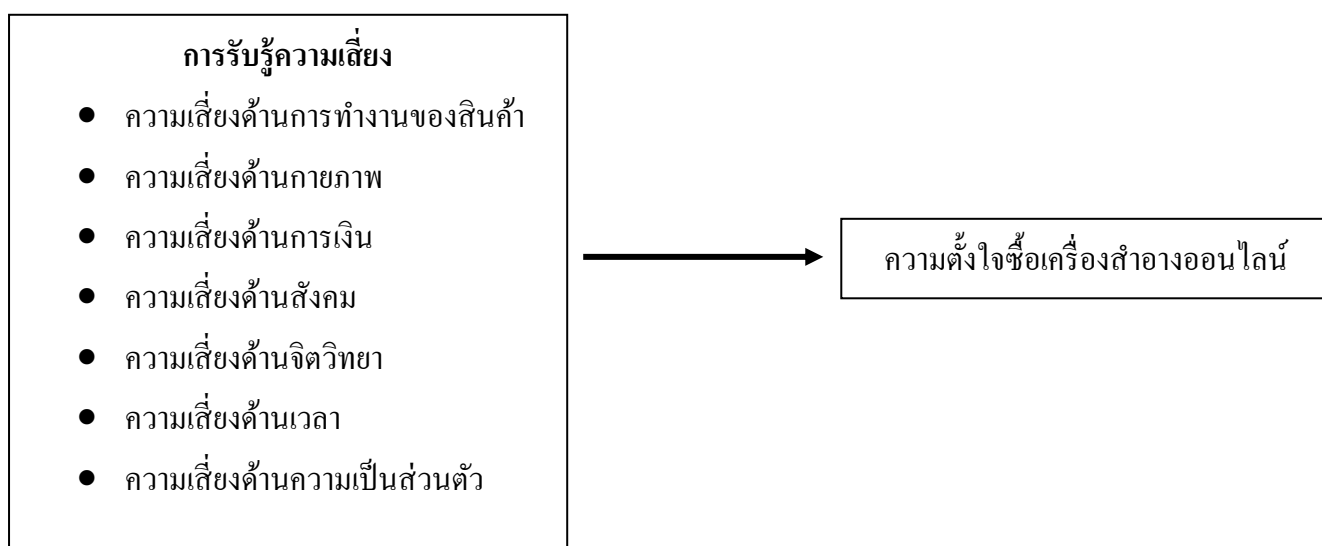 การรับรู้ความเสี่ยง
● ความเสี่ยงด้านการทำงานของสินค้า
● ความเสี่ยงด้านกายภาพ
● ความเสี่ยงด้านการเงิน
● ความเสี่ยงด้านสังคม
● ความเสี่ยงด้านจิตวิทยา
● ความเสี่ยงด้านเวลา
● ความเสี่ยงด้านความเป็นส่วนตัว
ความตั้งใจซื้อเครื่องสำอางออนไลน์